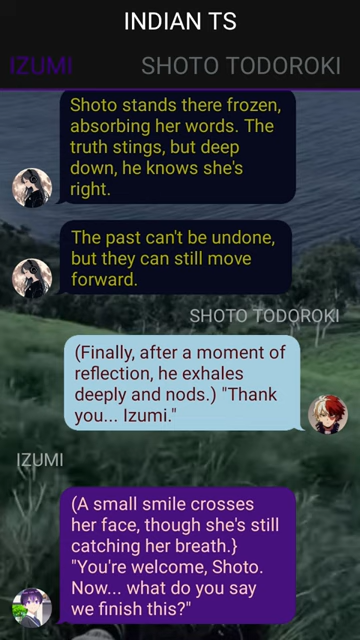 INDIAN TS
IZUMI SHOTO TODOROKI
Shoto stands there frozen,
absorbing her words. The
truth stings, but deep
down, he knows she's
right.
The past can't be undone,
but they can still move
forward.
SHOTO TODOROKI
(Finally, after a moment of
reflection, he exhales
deeply and nods.) "Thank
you... Izumi."
IZUMI
(A small smile crosses
her face, though she's still
catching her breath.}
"You're welcome, Shoto.
Now... what do you say
we finish this?"